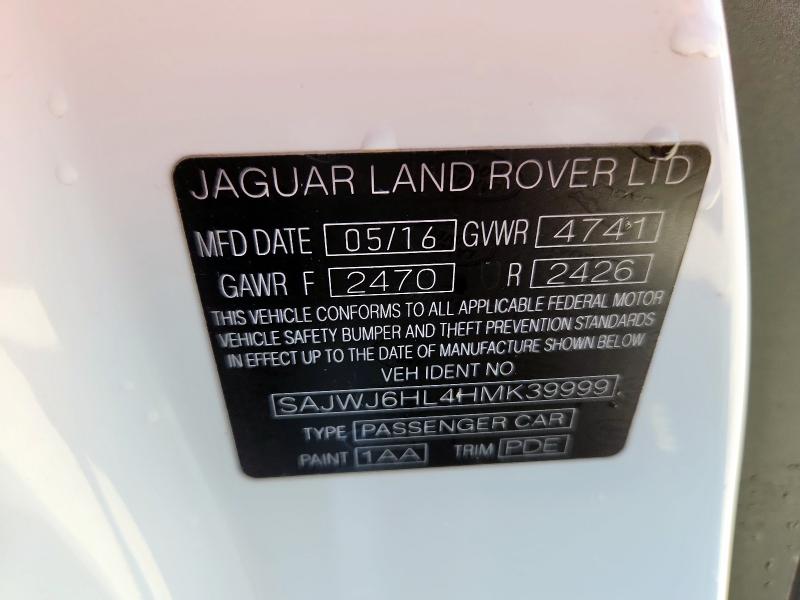 JAGUAR LAND ROVER LTD
MFD DATE 05/16 GVWR 4741
GAWR F 2470 R 2426
THIS VEHICLE CONFORMS TO ALL APPLICABLE FEDERAL MOTOR
VEHICLE SAFETY BUMPER AND THEFT PREVENTION STANDARDS
IN EFFECT UP TO THE DATE OF MANUFACTURE SHOWN BELOW
VEH IDENT NO
SAJWJ6HL4HMK39999
TYPE PASSENGER CAR
PAINT 1AA TRIM PDE